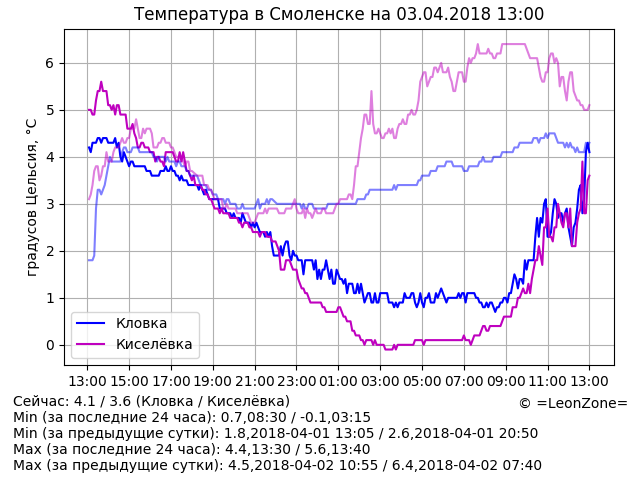 Температура в Смоленске на 03.04.2018 13:00
градусов Цельсия, °C
6
5
4
3
2
1
0
Кловка
Киселёвка
13:00 15:00 17:00 19:00 21:00 23:00 01:00 03:00 05:00 07:00 09:00 11:00 13:00
Сейчас: 4.1 / 3.6 (Кловка / Киселёвка)
© =LeonZone=
Min (за последние 24 часа): 0.7,08:30 / -0.1,03:15
Min (за предыдущие сутки): 1.8,2018-04-01 13:05 / 2.6,2018-04-01 20:50
Max (за последние 24 часа): 4.4,13:30 / 5.6,13:40
Max (за предыдущие сутки): 4.5,2018-04-02 10:55 / 6.4,2018-04-02 07:40